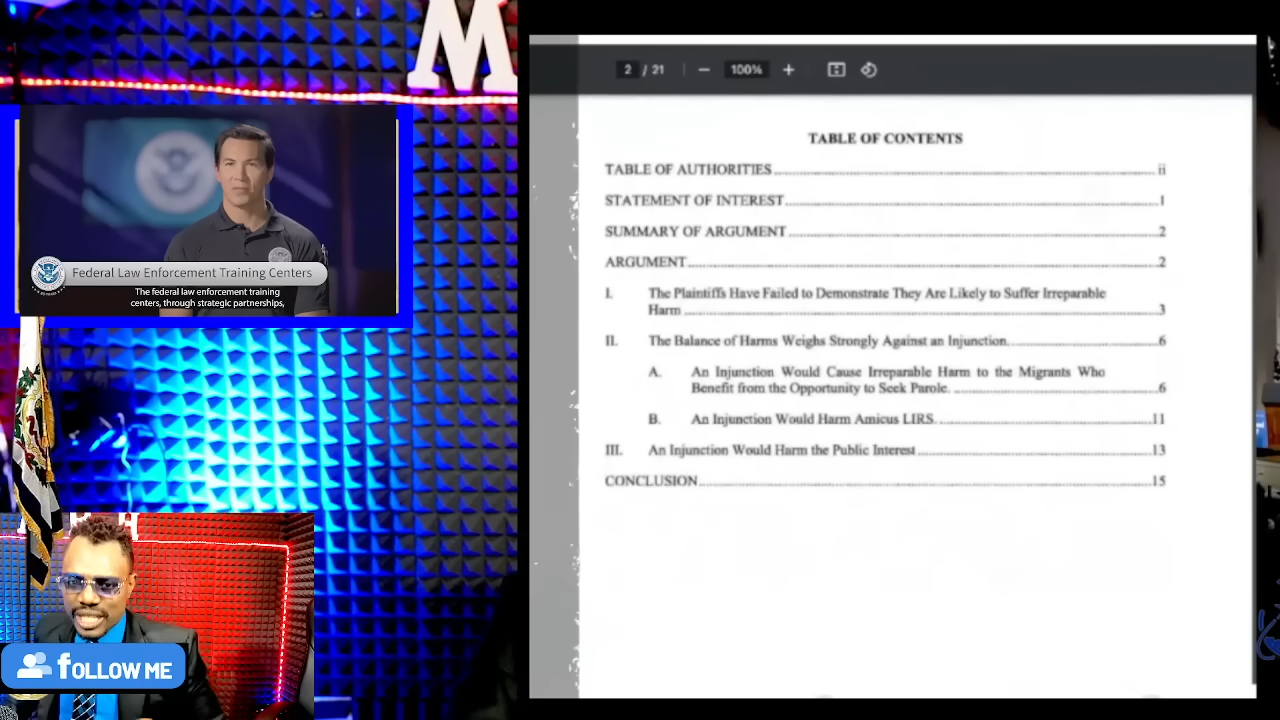 M
Federal Law Enforcement Training Centers
The federal law enforcement training
centers, through strategic partnerships,
fOLLOW ME
2 / 21 − 100% +
TABLE OF CONTENTS
TABLE OF AUTHORITIES ii
STATEMENT OF INTEREST 1
SUMMARY OF ARGUMENT 2
ARGUMENT 2
I. The Plaintiffs Have Failed to Demonstrate They Are Likely to Suffer Irreparable
Harm 3
II. The Balance of Harms Weighs Strongly Against an Injunction. 6
A. An Injunction Would Cause Irreparable Harm to the Migrants Who
Benefit from the Opportunity to Seek Parole. 6
B. An Injunction Would Harm Amicus LIRS. 11
III. An Injunction Would Harm the Public Interest 13
CONCLUSION 15